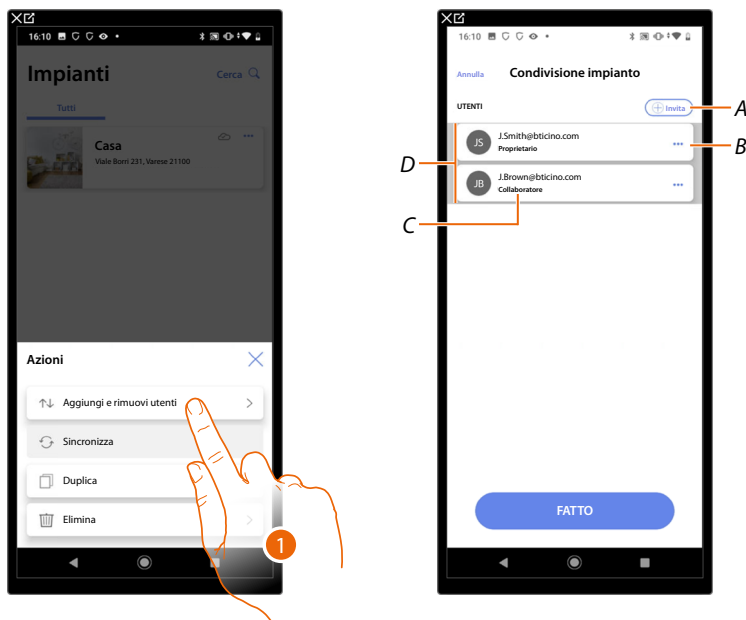 16:10
Impianti
Cerca
Tutti
Casa
Viale Borri 231, Varese 21100
Azioni
Aggiungi e rimuovi utenti
Sincronizza
Duplica
Elimina
1
16:10
Annulla
Condivisione impianto
UTENTI
Invita
A
JS
J.Smith@bticino.com
Proprietario
B
D
JB
J.Brown@bticino.com
Collaboratore
C
FATTO